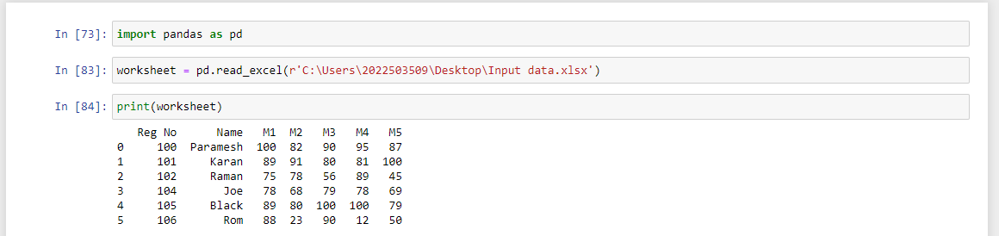 In [73]: import pandas as pd
In [83]: worksheet = pd.read_excel(r'C:\Users\2022503509\Desktop\Input data.xlsx')
In [84]: print(worksheet)
Reg No Name M1 M2 M3 M4 M5
0 100 Paramesh 100 82 90 95 87
1 101 Karan 89 91 80 81 100
2 102 Raman 75 78 56 89 45
3 104 Joe 78 68 79 78 69
4 105 Black 89 80 100 100 79
5 106 Rom 88 23 90 12 50